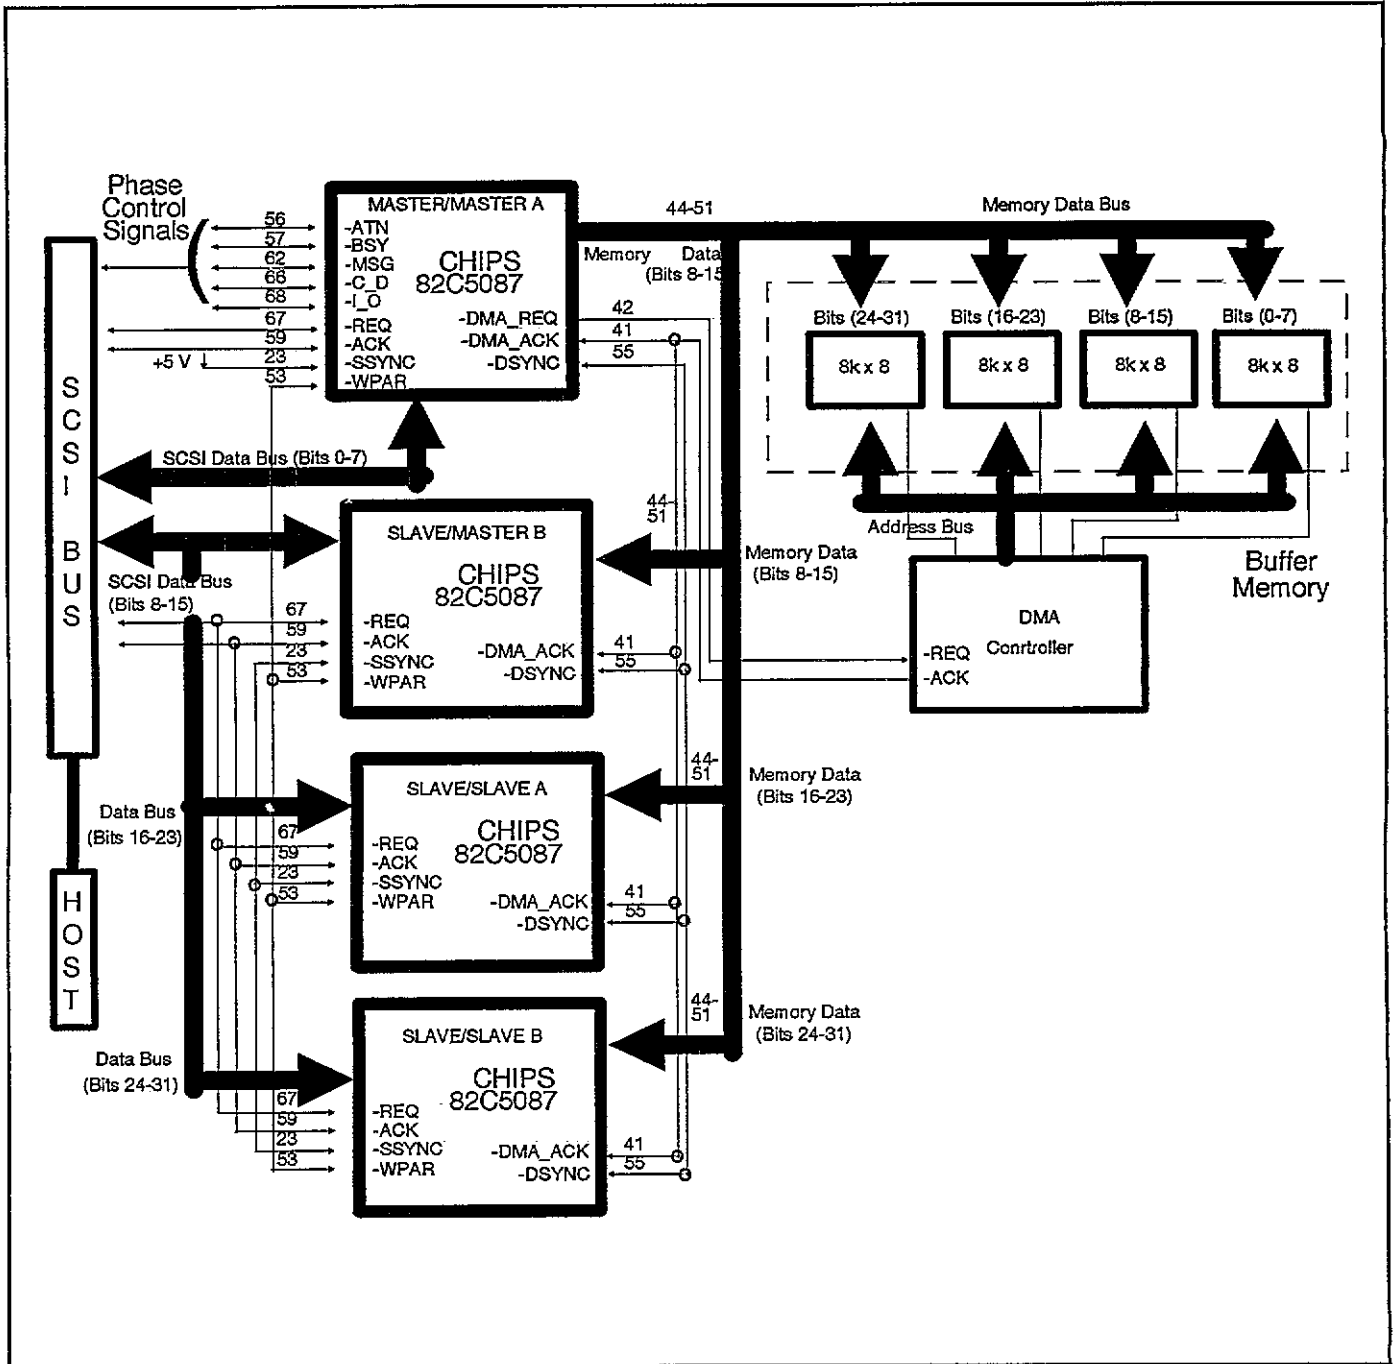 Phase
Control
Signals
56
57
62
66
68
67
59
+5 V
23
53
MASTER/MASTER A
-ATN
-BSY
-MSG
-C_D
-I_O
-REQ
-ACK
-SSYNC
-WPAR
CHIPS
82C5087
-DMA_REQ
-DMA_ACK
-DSYNC
42
41
55
44-51
Memory Data
(Bits 8-15
Memory Data Bus
Bits (24-31)
Bits (16-23)
Bits (8-15)
Bits (0-7)
8k x 8
8k x 8
8k x 8
8k x 8
Address Bus
Buffer
Memory
DMA
Conrtroller
-REQ
-ACK
SCSI BUS
HOST
SCSI Data Bus (Bits 0-7)
SCSI Data Bus
(Bits 8-15)
67
59
23
53
SLAVE/MASTER B
CHIPS
82C5087
-REQ
-ACK
-SSYNC
-WPAR
-DMA_ACK
-DSYNC
41
55
44-
51
Memory Data
(Bits 8-15)
Data Bus
(Bits 16-23)
67
59
23
53
SLAVE/SLAVE A
CHIPS
82C5087
-REQ
-ACK
-SSYNC
-WPAR
-DMA_ACK
-DSYNC
41
55
44-
51
Memory Data
(Bits 16-23)
Data Bus
(Bits 24-31)
67
59
23
53
SLAVE/SLAVE B
CHIPS
82C5087
-REQ
-ACK
-SSYNC
-WPAR
-DMA_ACK
-DSYNC
41
55
44-
51
Memory Data
(Bits 24-31)